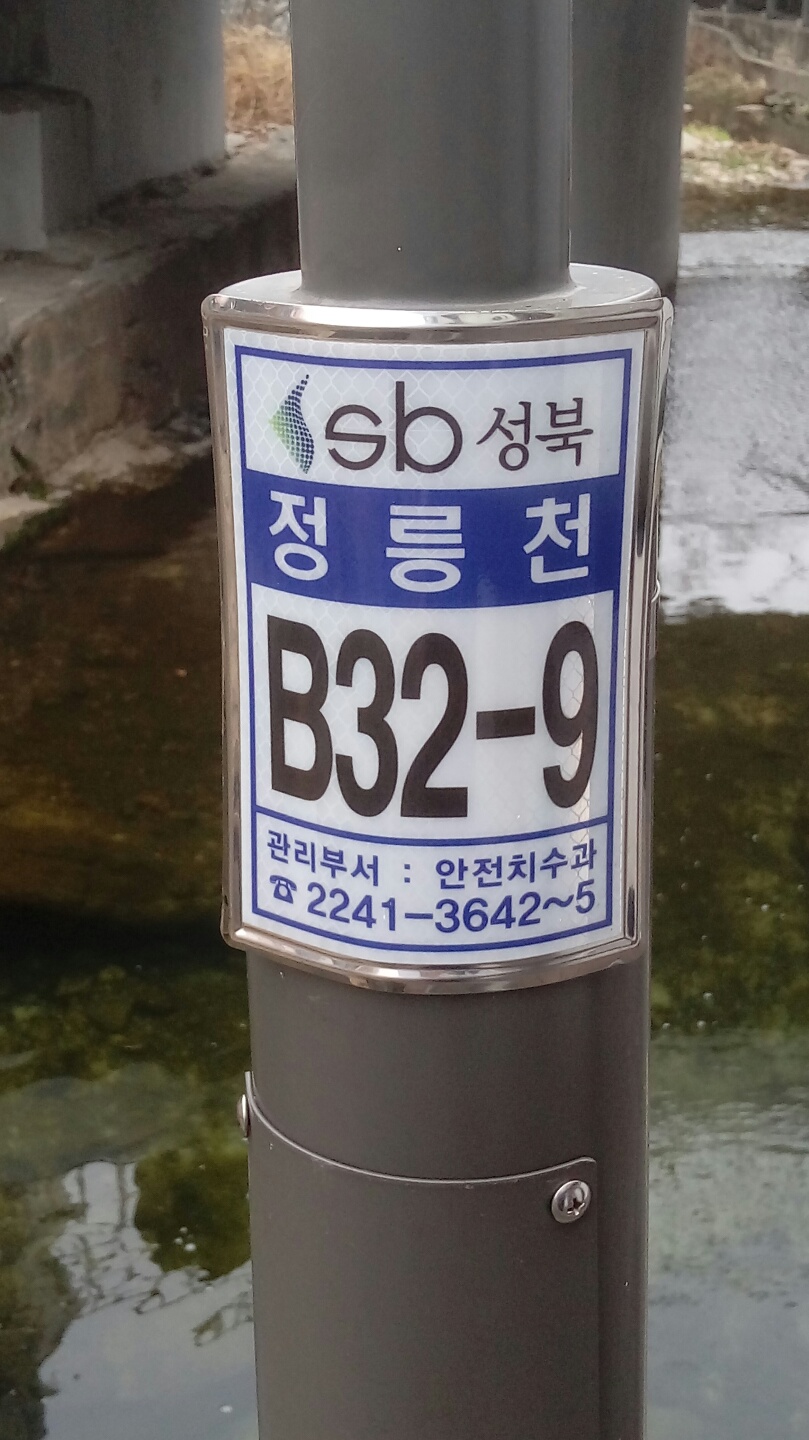 sb 성북
정릉천
B32-9
관리부서 : 안전치수과
☎2241-3642~5